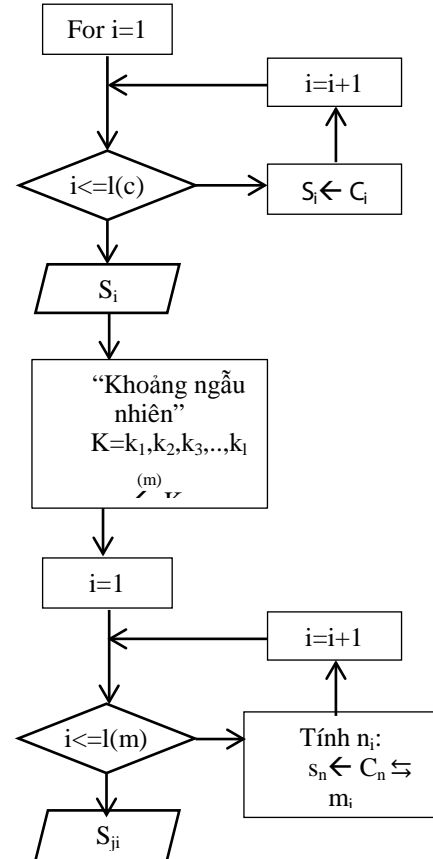 For i=1
i=i+1
i<=l(c)
Sᵢ← Cᵢ
Sᵢ
“Khoảng ngẫu
nhiên”
K=k₁,k₂,k₃,..,kₗ
(m)
i=1
i=i+1
i<=l(m)
Tính nᵢ:
sₙ← Cₙ ⇆
mᵢ
Sⱼᵢ